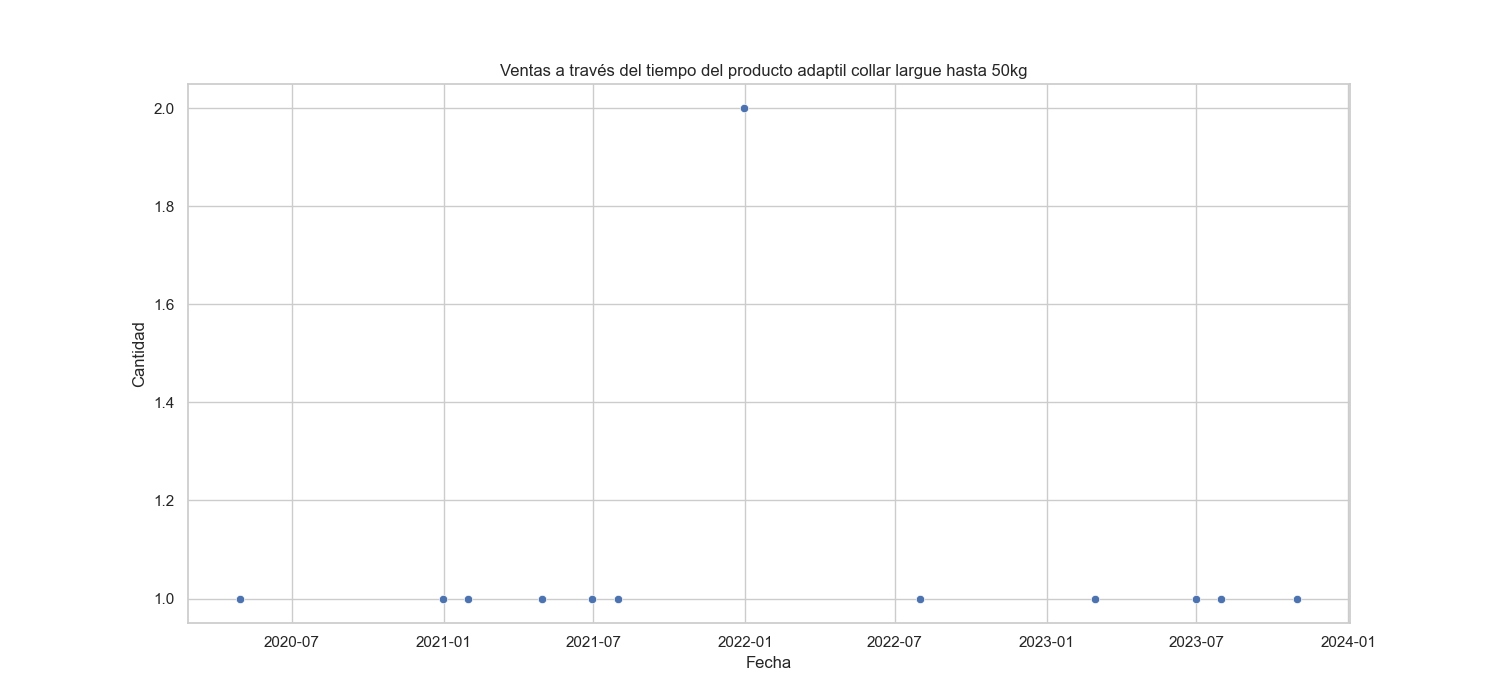 Ventas a través del tiempo del producto adaptil collar largue hasta 50kg
2.0
1.8
1.6
1.4
1.2
1.0
Cantidad
2020-07 2021-01 2021-07 2022-01 2022-07 2023-01 2023-07 2024-01
Fecha